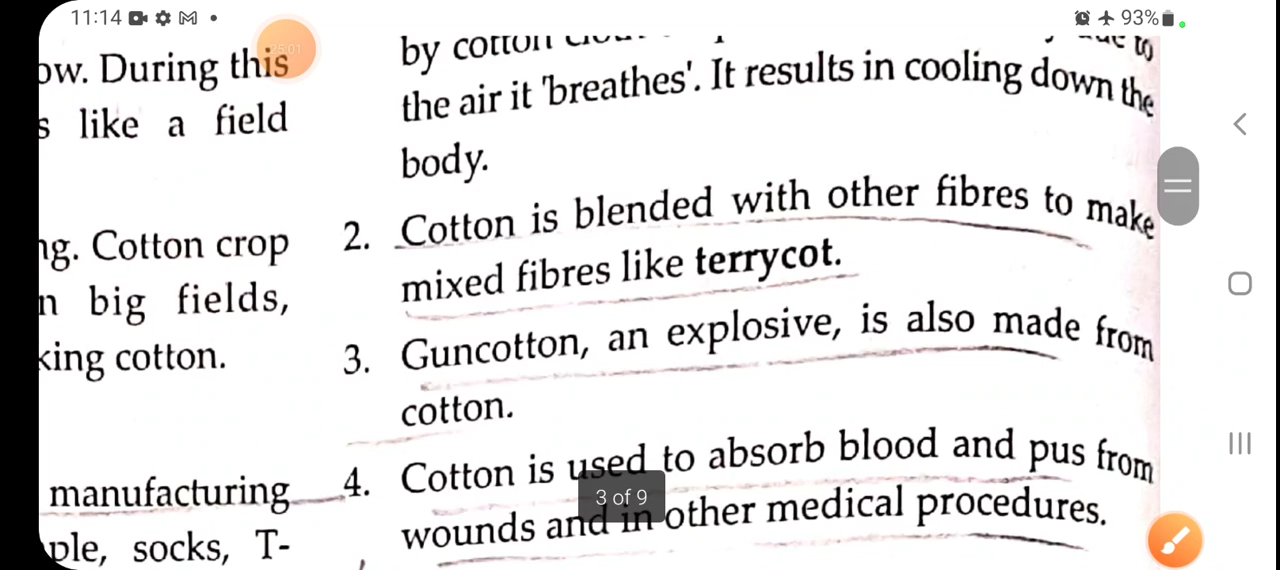 11:14
93%
25:01
by cotton
ow. During this
the air it 'breathes'. It results in cooling down the
s like a field
body.
2. Cotton is blended with other fibres to make
ng. Cotton crop
mixed fibres like terrycot.
n big fields,
3. Guncotton, an explosive, is also made from
king cotton.
cotton.
4. Cotton is used to absorb blood and pus from
manufacturing
3 of 9
wounds and in other medical procedures.
ple, socks, T-